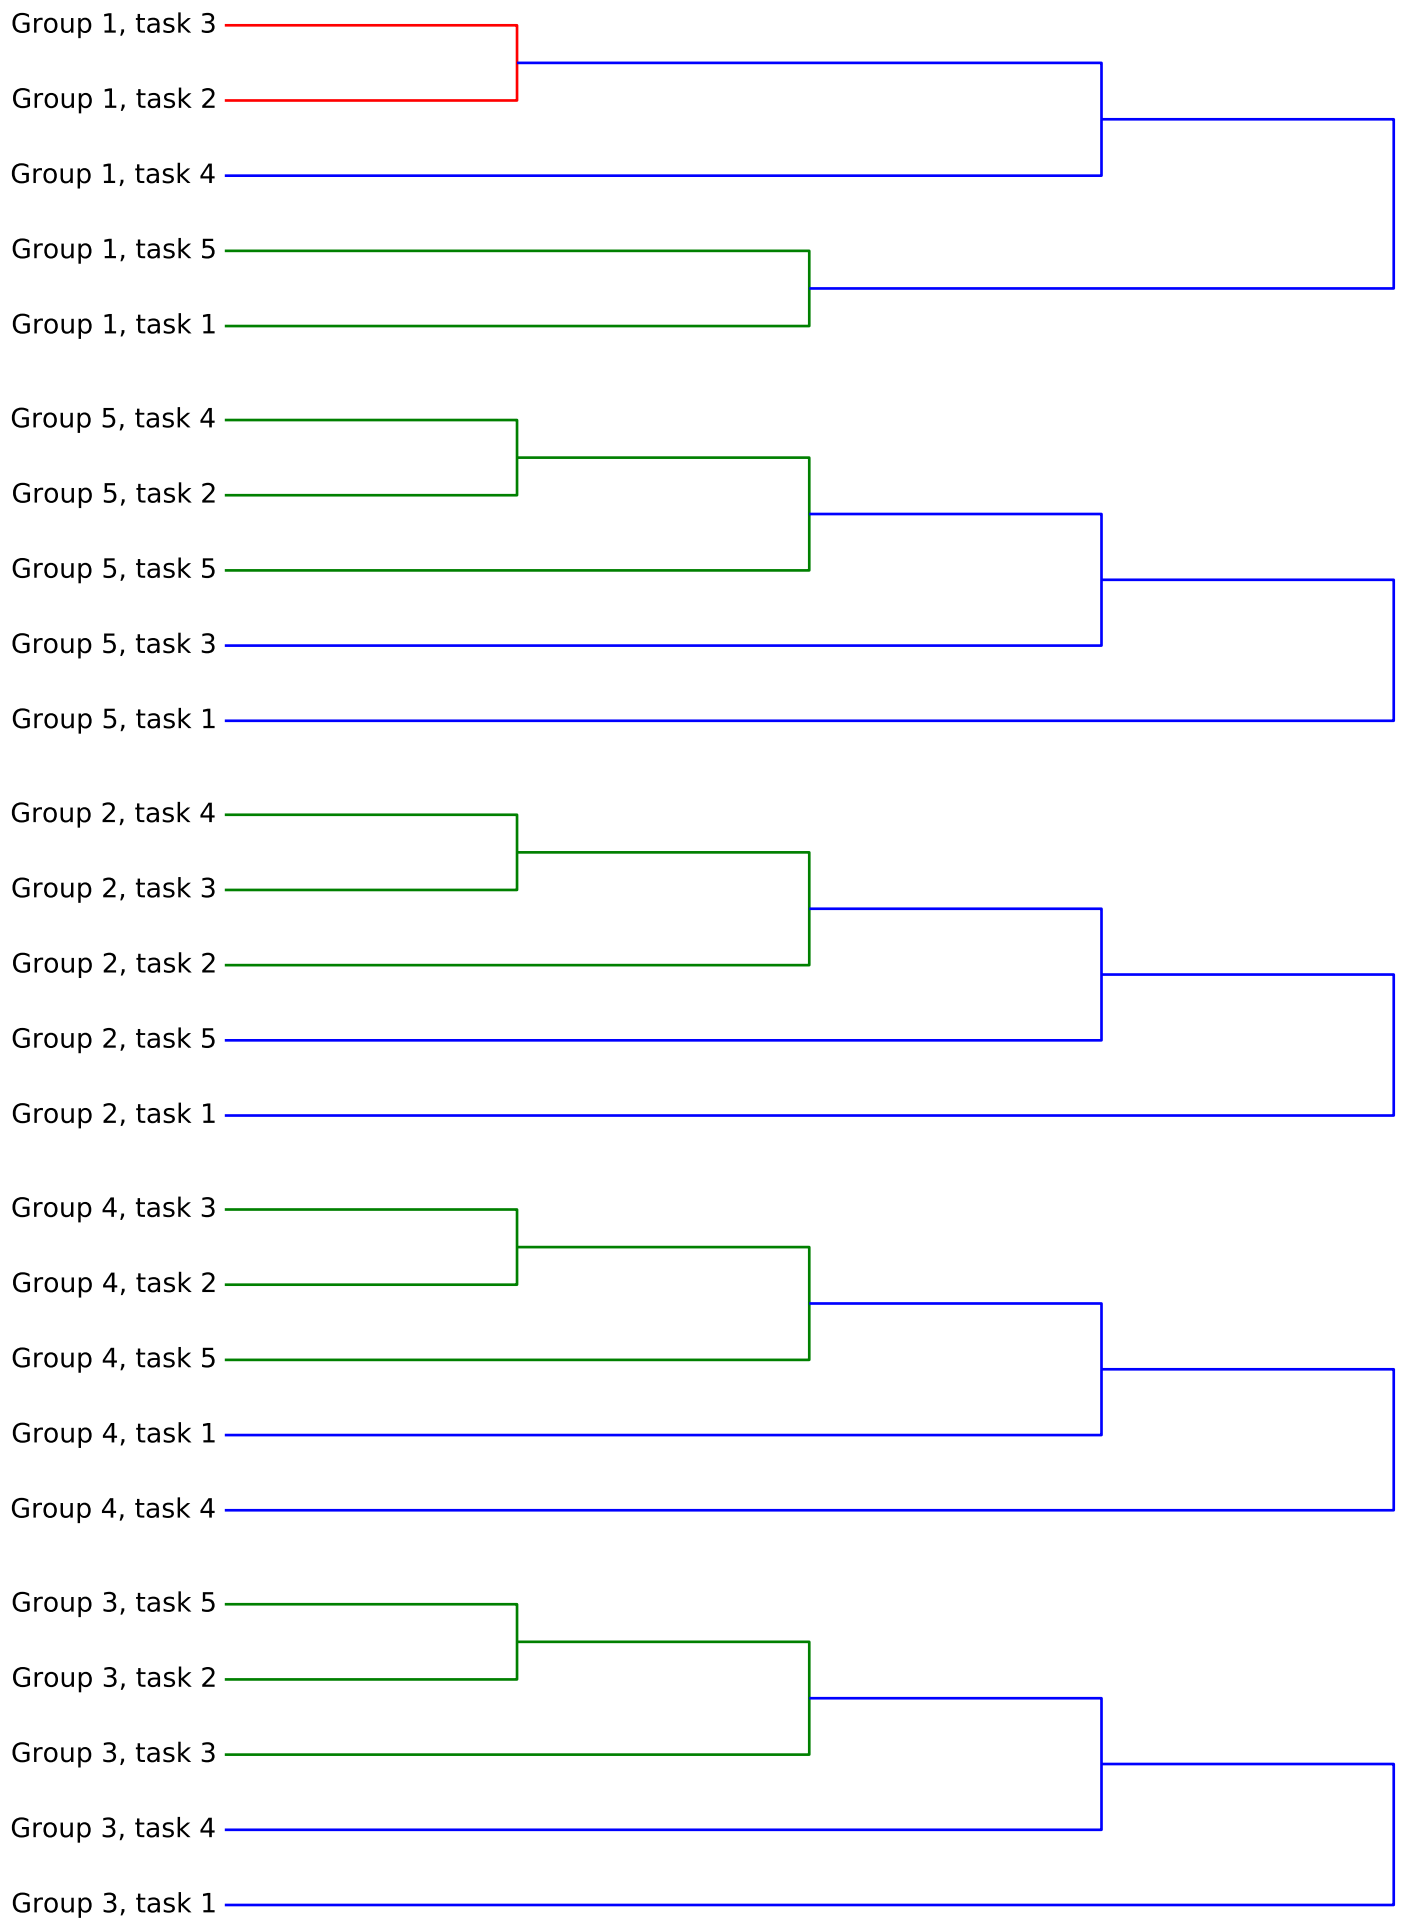 Group 1, task 3
Group 1, task 2
Group 1, task 4
Group 1, task 5
Group 1, task 1
Group 5, task 4
Group 5, task 2
Group 5, task 5
Group 5, task 3
Group 5, task 1
Group 2, task 4
Group 2, task 3
Group 2, task 2
Group 2, task 5
Group 2, task 1
Group 4, task 3
Group 4, task 2
Group 4, task 5
Group 4, task 1
Group 4, task 4
Group 3, task 5
Group 3, task 2
Group 3, task 3
Group 3, task 4
Group 3, task 1